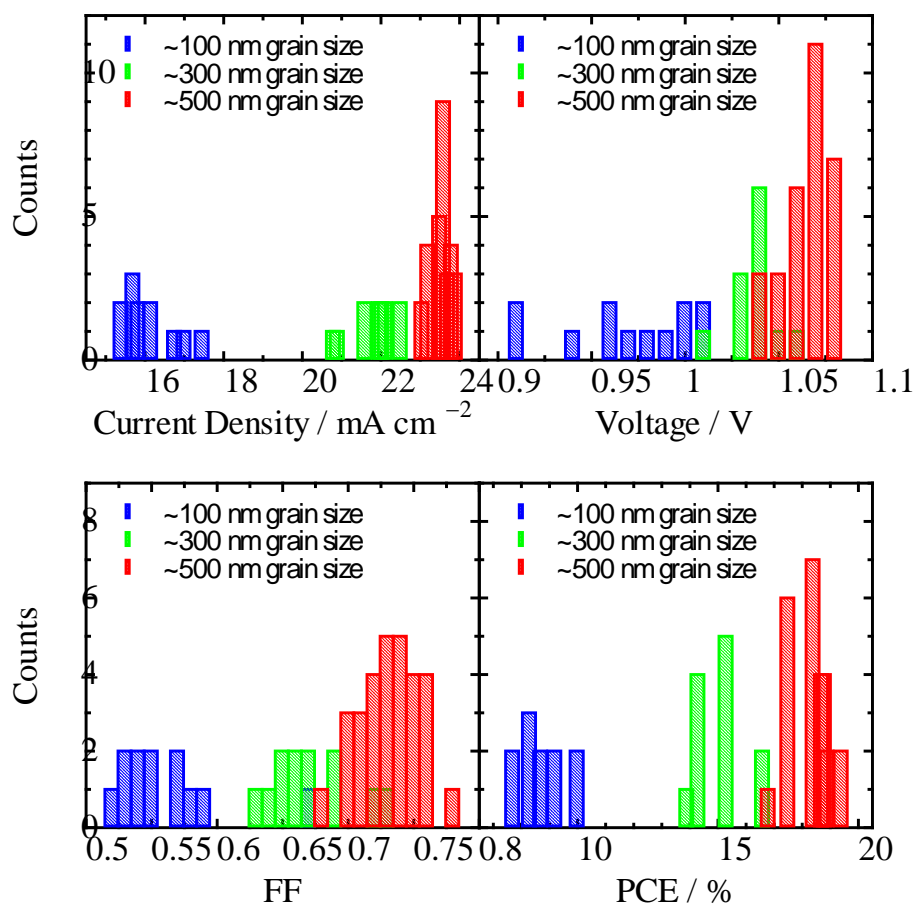 ~100 nm grain size
~300 nm grain size
~500 nm grain size
10
5
0
Counts
16 18 20 22 24
Current Density / mA cm⁻²
~100 nm grain size
~300 nm grain size
~500 nm grain size
0.9 0.95 1 1.05 1.1
Voltage / V
~100 nm grain size
~300 nm grain size
~500 nm grain size
8
6
4
2
0
Counts
0.5 0.55 0.6 0.65 0.7 0.75 0.8
FF
~100 nm grain size
~300 nm grain size
~500 nm grain size
10 15 20
PCE / %